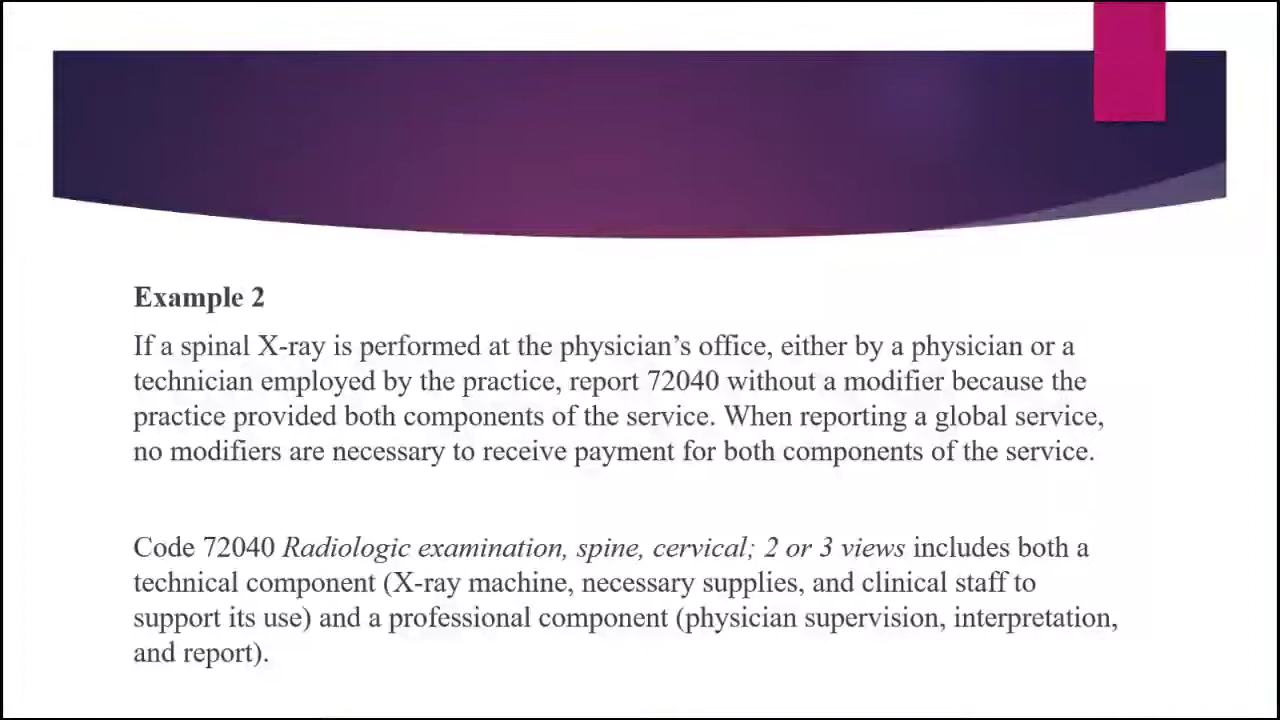 Example 2
If a spinal X-ray is performed at the physician’s office, either by a physician or a
technician employed by the practice, report 72040 without a modifier because the
practice provided both components of the service. When reporting a global service,
no modifiers are necessary to receive payment for both components of the service.
Code 72040 Radiologic examination, spine, cervical; 2 or 3 views includes both a
technical component (X-ray machine, necessary supplies, and clinical staff to
support its use) and a professional component (physician supervision, interpretation,
and report).